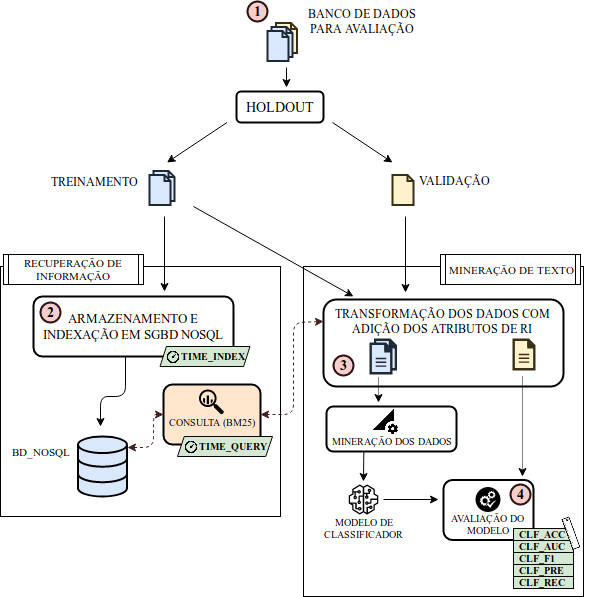 1
BANCO DE DADOS
PARA AVALIAÇÃO
HOLDOUT
TREINAMENTO
VALIDAÇÃO
RECUPERAÇÃO DE
INFORMAÇÃO
MINERAÇÃO DE TEXTO
2
ARMAZENAMENTO E
INDEXAÇÃO EM SGBD NOSQL
TIME_INDEX
TRANSFORMAÇÃO DOS DADOS COM
ADIÇÃO DOS ATRIBUTOS DE RI
3
CONSULTA (BM25)
TIME_QUERY
BD_NOSQL
MINERAÇÃO DOS DADOS
MODELO DE
CLASSIFICADOR
4
AVALIAÇÃO DO
MODELO
CLF_ACC
CLF_AUC
CLF_F1
CLF_PRE
CLF_REC